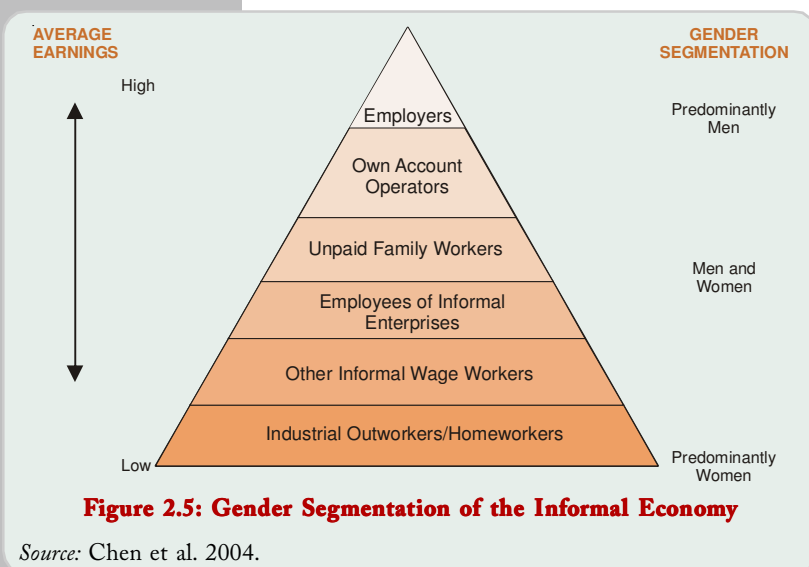 AVERAGE
EARNINGS
GENDER
SEGMENTATION
High
Predominantly
Men
Employers
Own Account
Operators
Unpaid Family Workers
Men and
Women
Employees of Informal
Enterprises
Other Informal Wage Workers
Industrial Outworkers/Homeworkers
Low
Predominantly
Women
Figure 2.5: Gender Segmentation of the Informal Economy
Source: Chen et al. 2004.